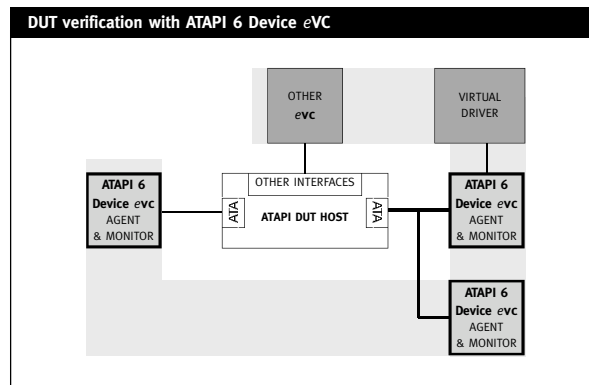 DUT verification with ATAPI 6 Device eVC
OTHER
evc
VIRTUAL
DRIVER
ATAPI 6
Device evc
AGENT
& MONITOR
OTHER INTERFACES
ATA
ATAPI DUT HOST
ATA
ATAPI 6
Device evc
AGENT
& MONITOR
ATAPI 6
Device evc
AGENT
& MONITOR